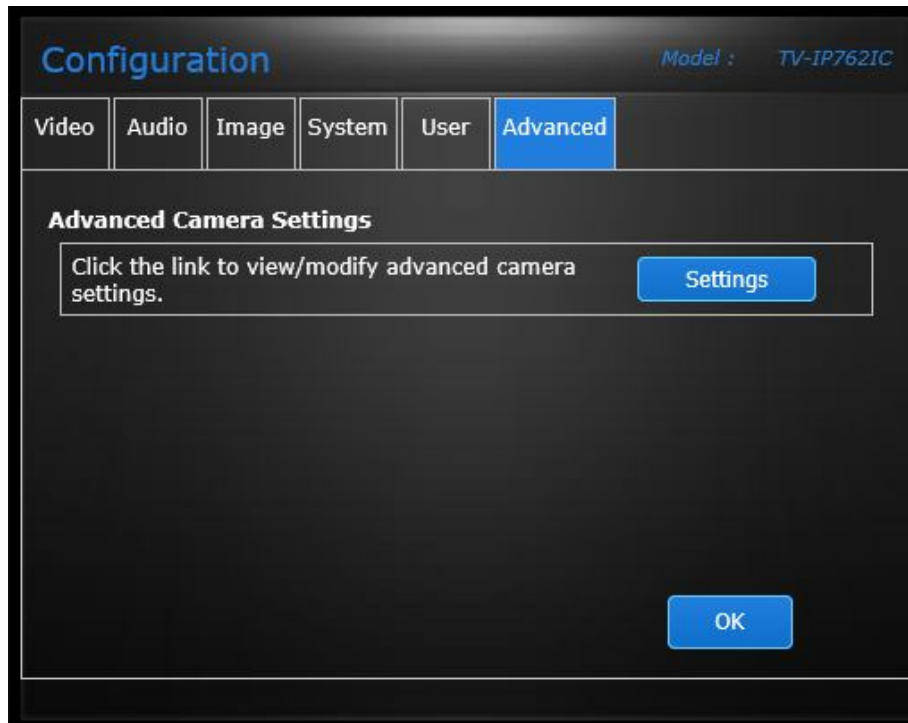 Configuration
Model : TV-IP762IC
Video Audio Image System User Advanced
Advanced Camera Settings
Click the link to view/modify advanced camera
settings.
Settings
OK